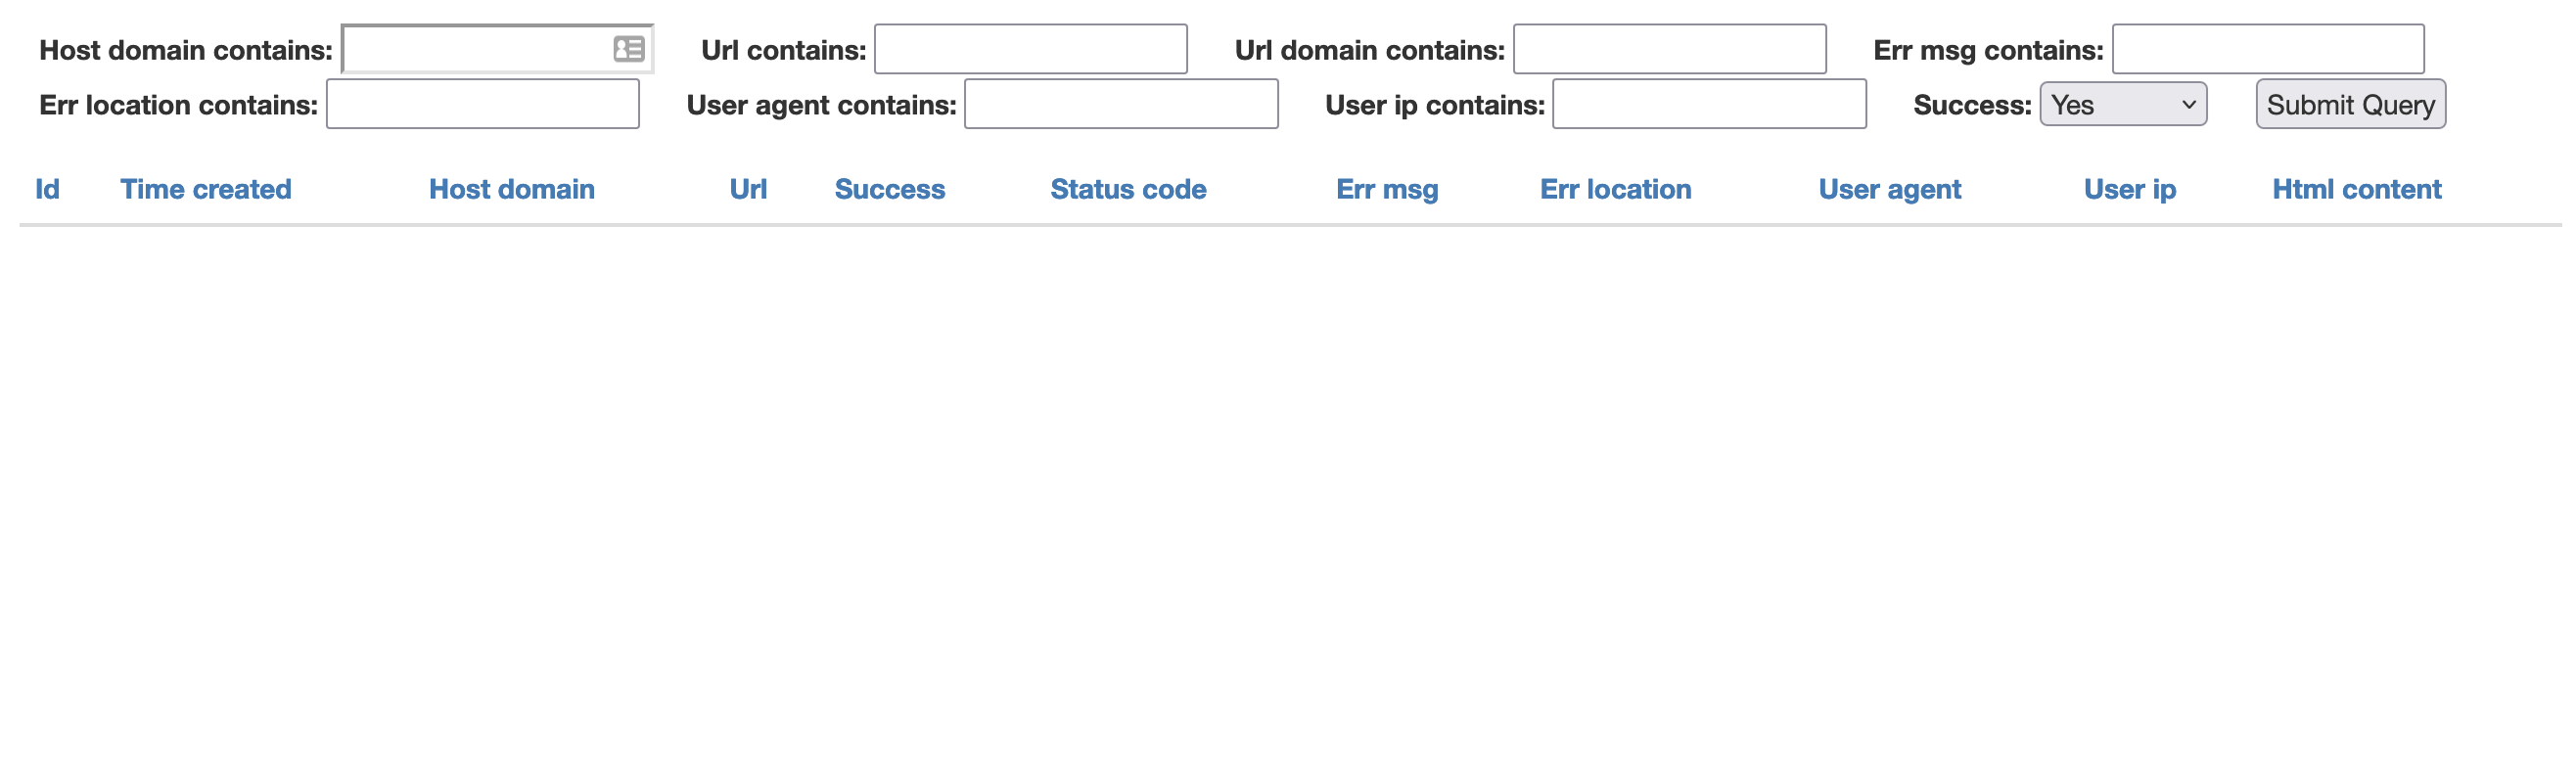 Host domain contains: Url contains: Url domain contains: Err msg contains:
Err location contains: User agent contains: User ip contains: Success: Yes Submit Query
Id Time created Host domain Url Success Status code Err msg Err location User agent User ip Html content